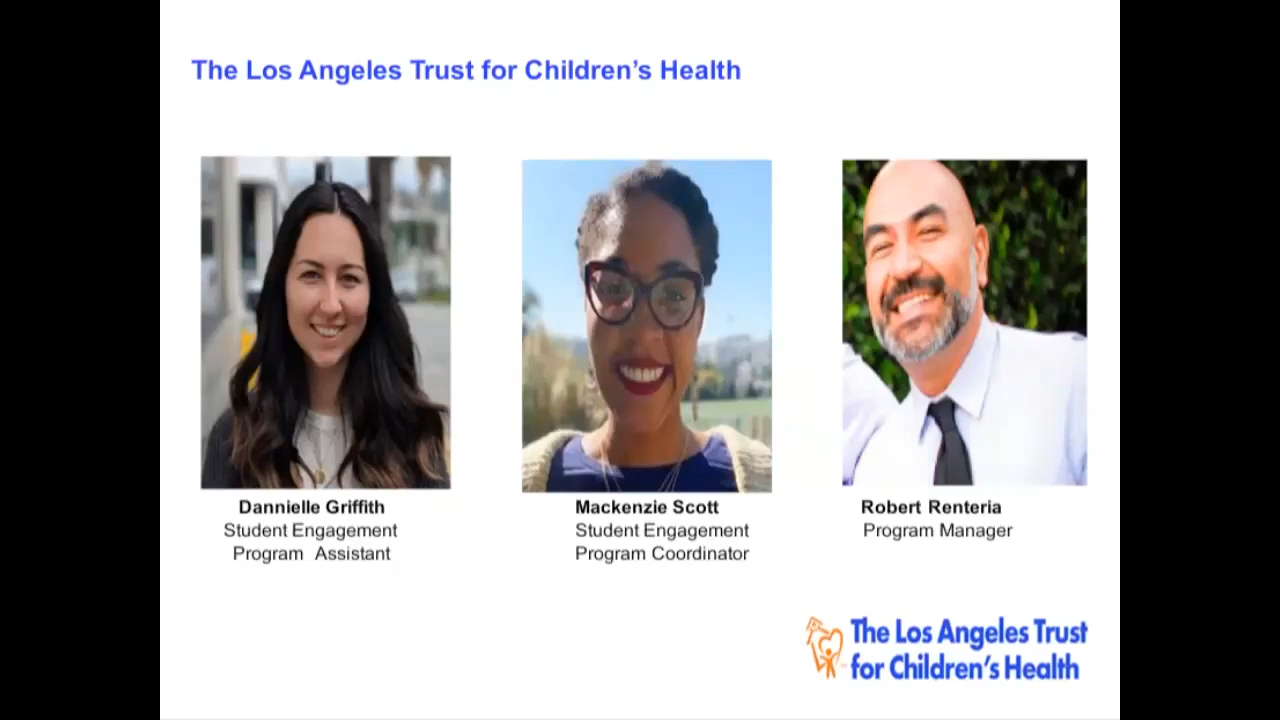 The Los Angeles Trust for Children's Health
Dannielle Griffith
Student Engagement
Program Assistant
Mackenzie Scott
Student Engagement
Program Coordinator
Robert Renteria
Program Manager
The Los Angeles Trust
for Children's Health